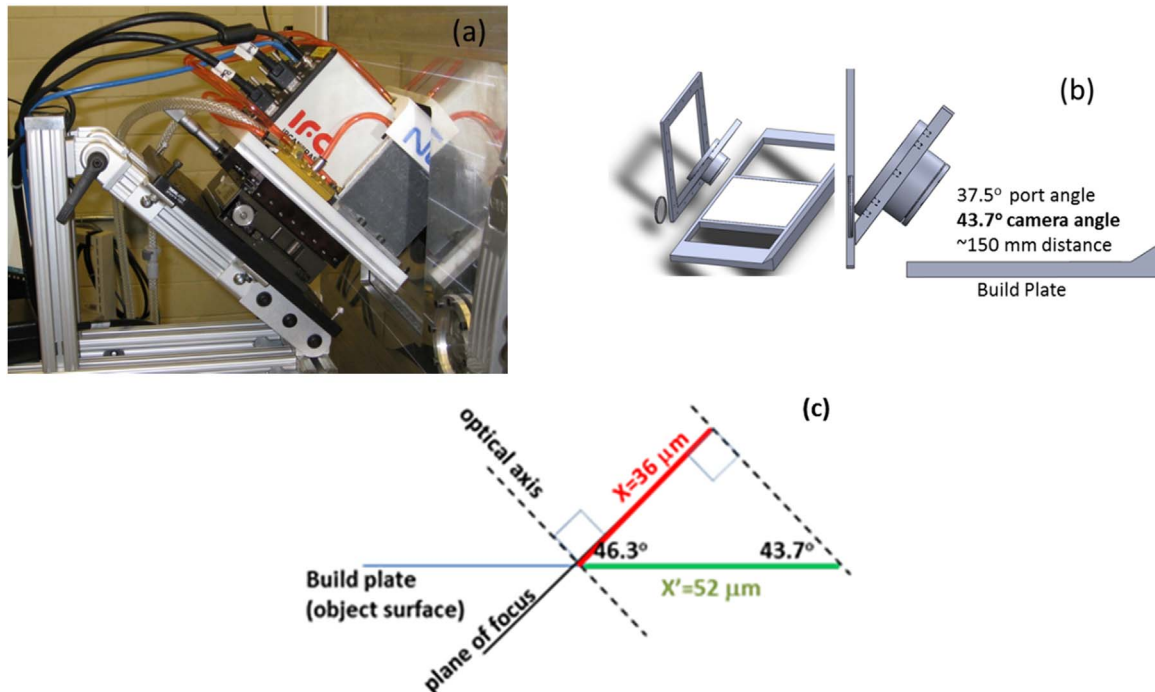 (a)
(b)
37.5° port angle
43.7° camera angle
~150 mm distance
Build Plate
(c)
optical axis
X=36 µm
46.3°
43.7°
Build plate
(object surface)
X’=52 µm
plane of focus